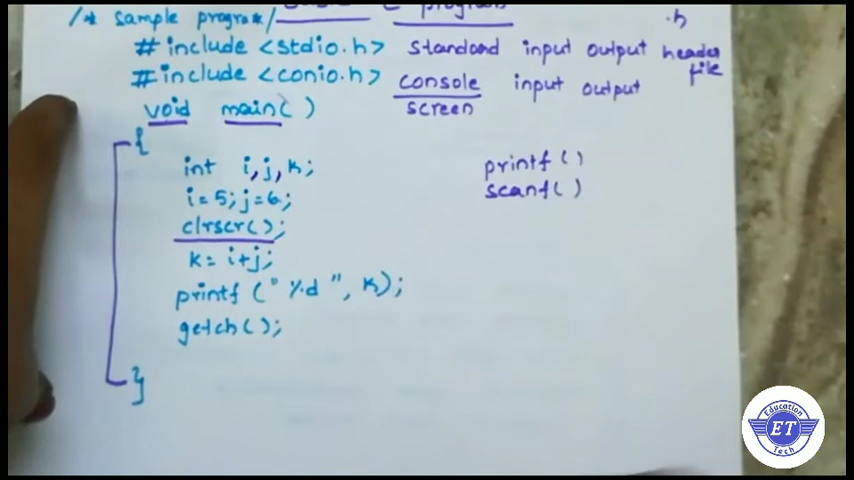 c program
.h
/* sample program */
#include <stdio.h> standard input output header file
#include <conio.h> console input output
screen
void main( )
{
int i,j,k;
printf ( )
i=5;j=6;
scanf( )
clrscr();
k= i+j;
printf ("%d", k);
getch();
}
Education
ET
Tech